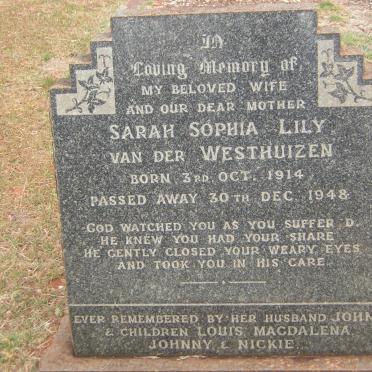 In
Loving Memory of
MY BELOVED WIFE
AND OUR DEAR MOTHER
SARAH SOPHIA LILY
VAN DER WESTHUIZEN
BORN 3RD OCT. 1914
PASSED AWAY 30TH DEC. 1948
GOD WATCHED YOU AS YOU SUFFER D.
HE KNEW YOU HAD YOUR SHARE
HE GENTLY CLOSED YOUR WEARY EYES
AND TOOK YOU IN HIS CARE
EVER REMEMBERED BY HER HUSBAND JOHN
& CHILDREN LOUIS, MAGDALENA,
JOHNNY & NICKIE.